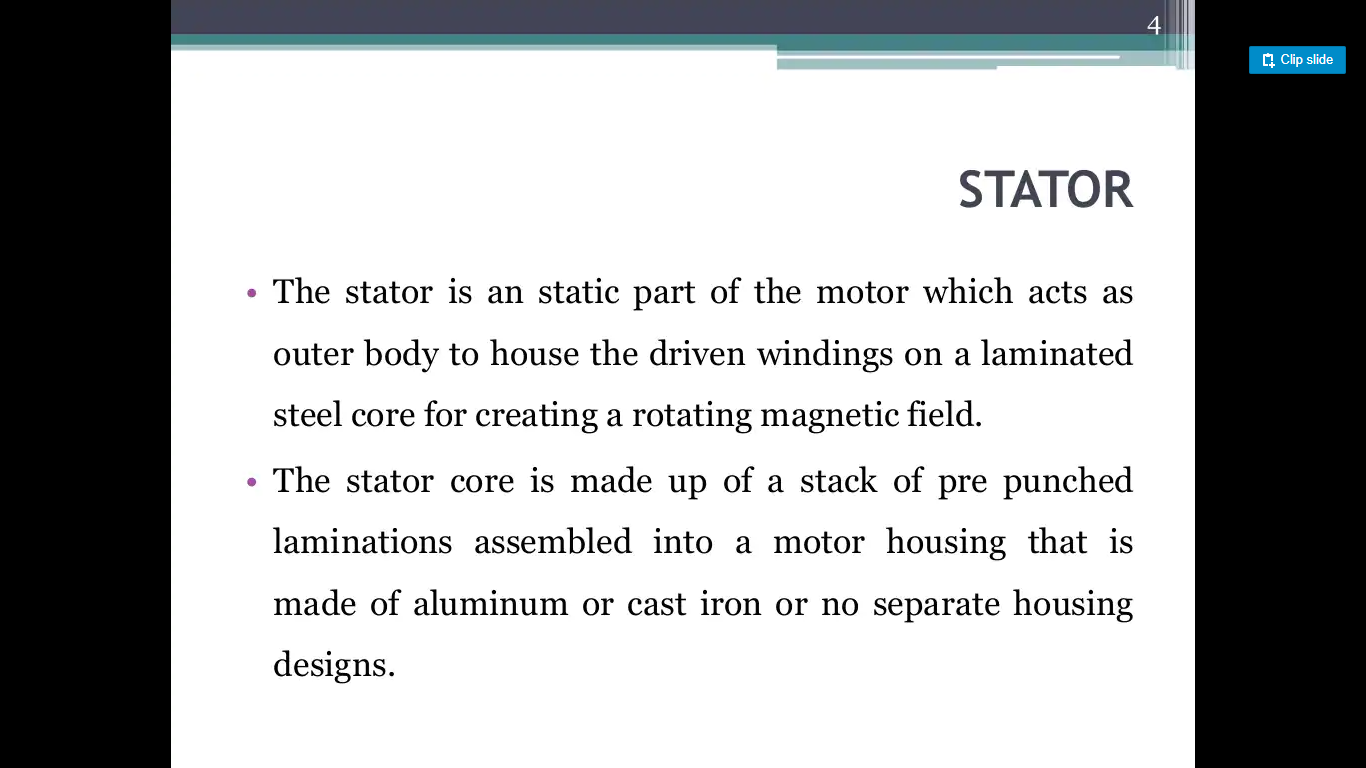 4
Clip slide
STATOR
• The stator is an static part of the motor which acts as
outer body to house the driven windings on a laminated
steel core for creating a rotating magnetic field.
• The stator core is made up of a stack of pre punched
laminations assembled into a motor housing that is
made of aluminum or cast iron or no separate housing
designs.